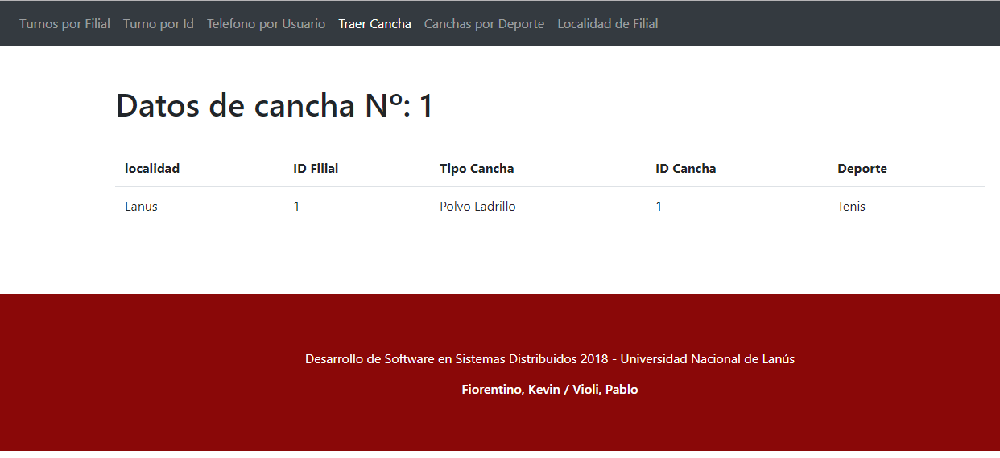 Turnos por Filial Turno por Id Telefono por Usuario Traer Cancha Canchas por Deporte Localidad de Filial
Datos de cancha Nº: 1
localidad ID Filial Tipo Cancha ID Cancha Deporte
Lanus 1 Polvo Ladrillo 1 Tenis
Desarrollo de Software en Sistemas Distribuidos 2018 - Universidad Nacional de Lanús
Fiorentino, Kevin / Violi, Pablo